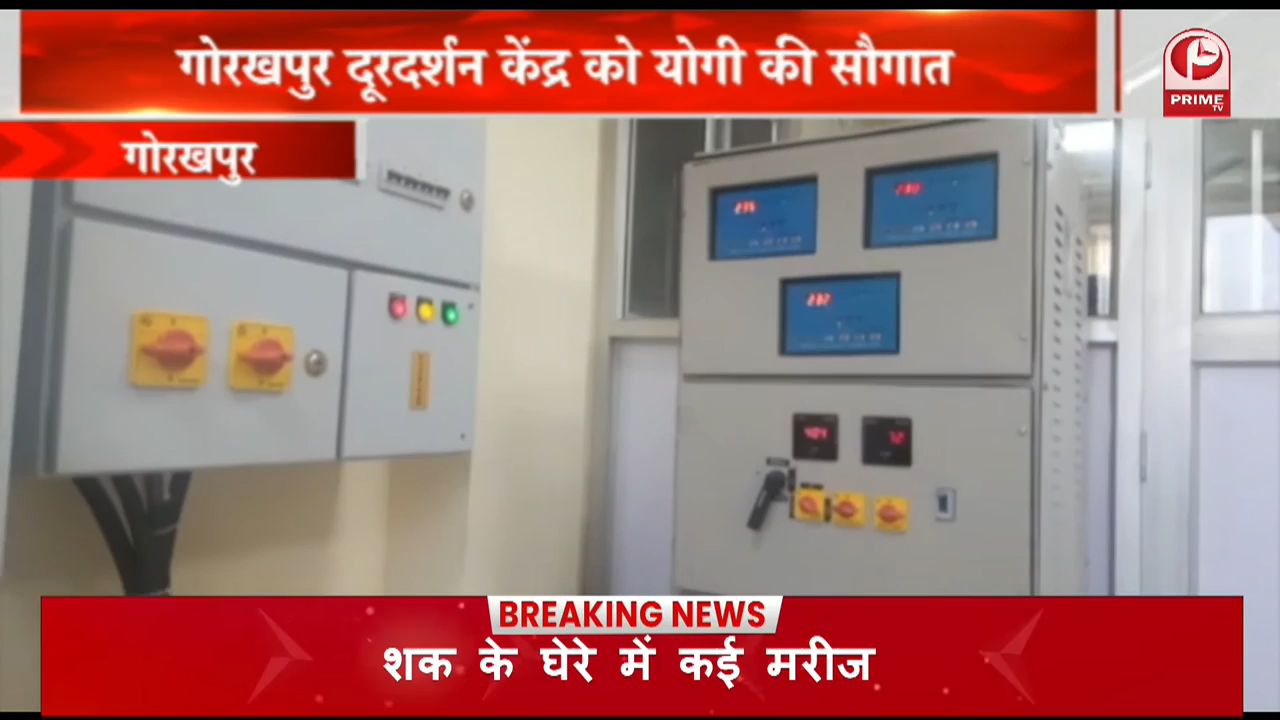 गोरखपुर दूरदर्शन केंद्र को योगी की सौगात
PRIME
TV
गोरखपुर
BREAKING NEWS
शक के घेरे में कई मरीज